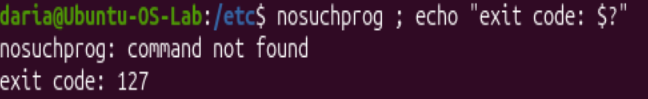 daria@Ubuntu-OS-Lab:/etc$ nosuchprog ; echo "exit code: $?"
nosuchprog: command not found
exit code: 127